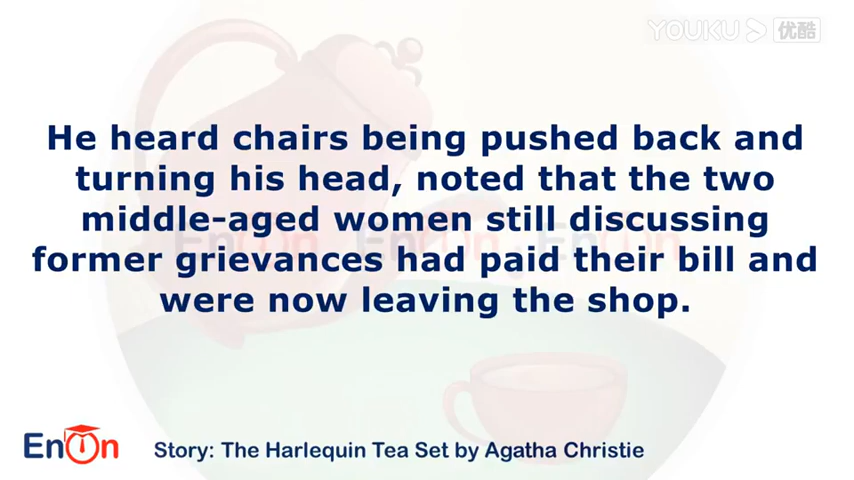 YOUKU 优酷
He heard chairs being pushed back and
turning his head, noted that the two
middle-aged women still discussing
former grievances had paid their bill and
were now leaving the shop.
EnOn
Story: The Harlequin Tea Set by Agatha Christie